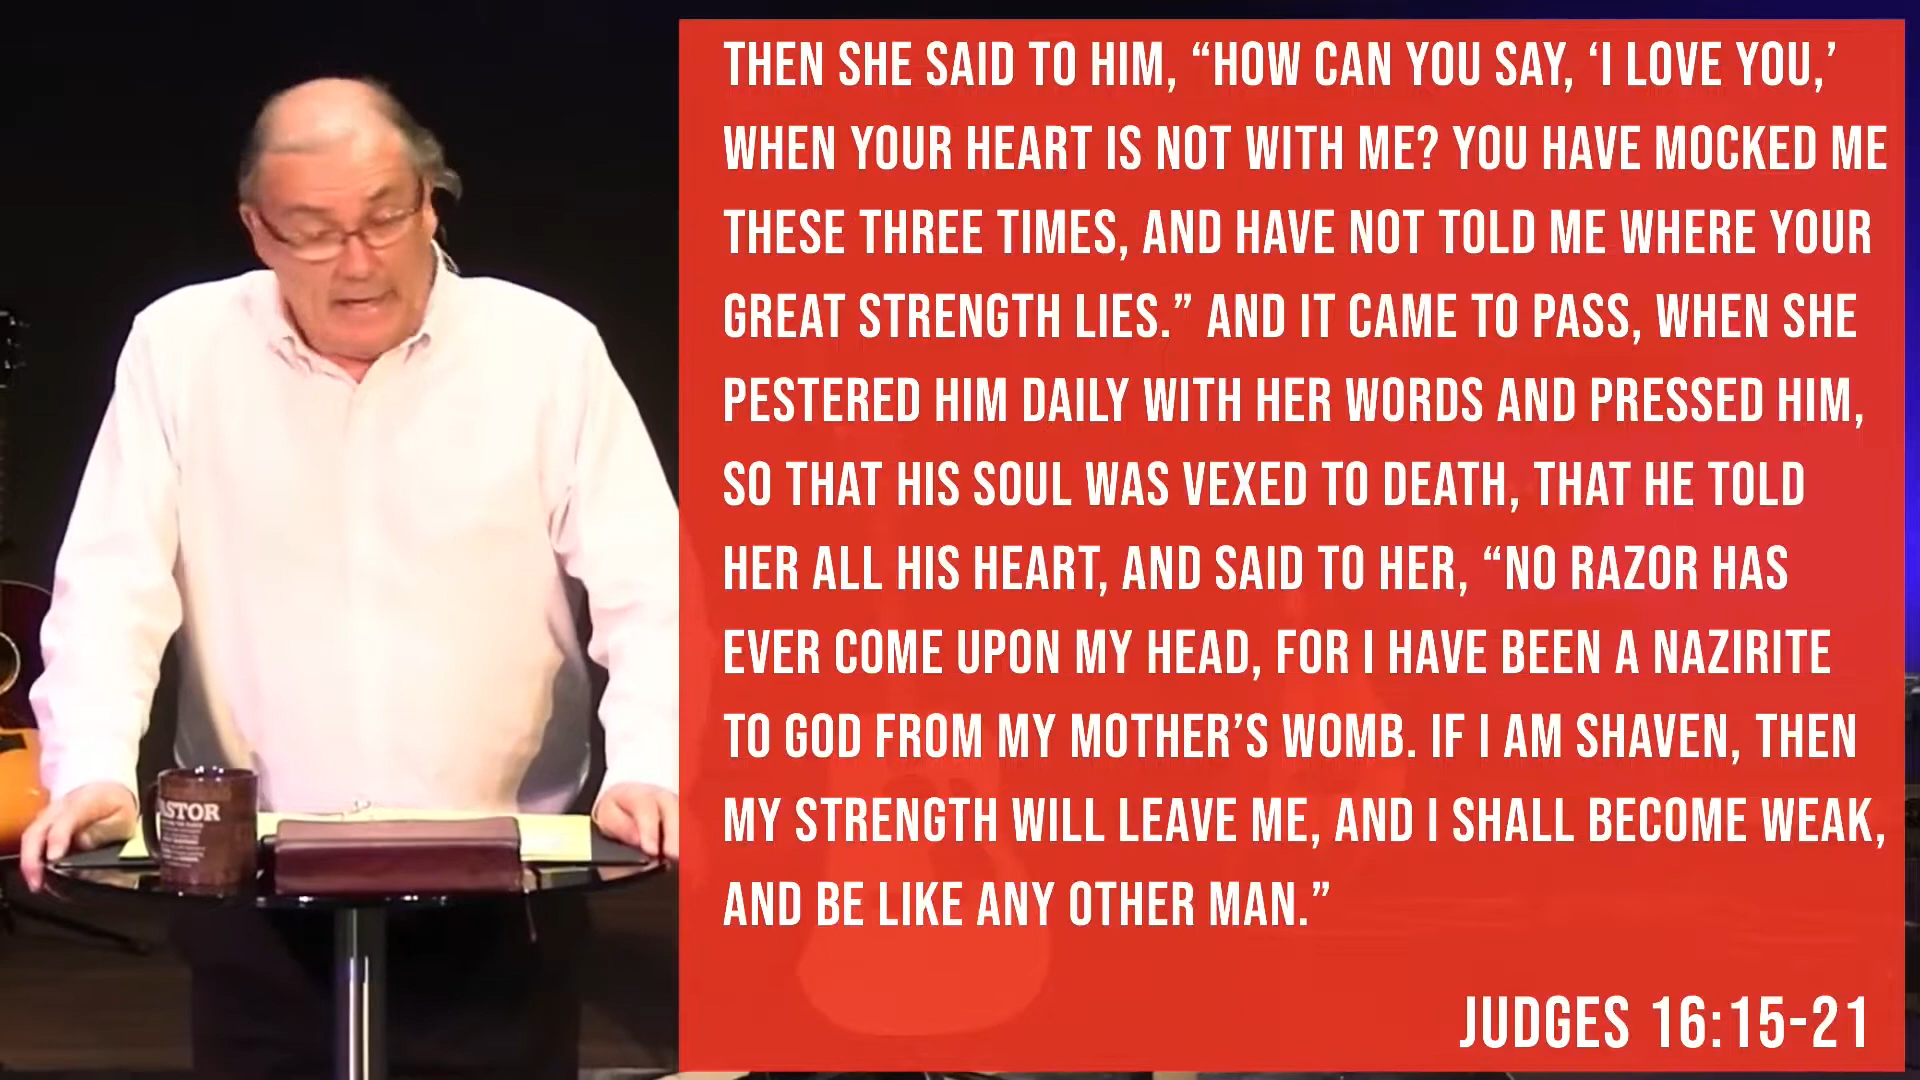 THEN SHE SAID TO HIM, “HOW CAN YOU SAY, ‘I LOVE YOU,’
WHEN YOUR HEART IS NOT WITH ME? YOU HAVE MOCKED ME
THESE THREE TIMES, AND HAVE NOT TOLD ME WHERE YOUR
GREAT STRENGTH LIES.” AND IT CAME TO PASS, WHEN SHE
PESTERED HIM DAILY WITH HER WORDS AND PRESSED HIM,
SO THAT HIS SOUL WAS VEXED TO DEATH, THAT HE TOLD
HER ALL HIS HEART, AND SAID TO HER, “NO RAZOR HAS
EVER COME UPON MY HEAD, FOR I HAVE BEEN A NAZIRITE
TO GOD FROM MY MOTHER’S WOMB. IF I AM SHAVEN, THEN
MY STRENGTH WILL LEAVE ME, AND I SHALL BECOME WEAK,
AND BE LIKE ANY OTHER MAN.”
JUDGES 16:15-21
ASTOR